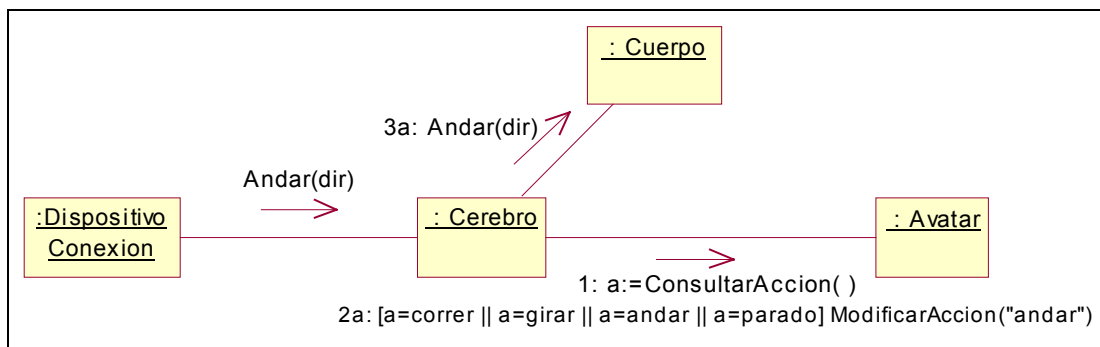 : Cuerpo
3a: Andar(dir)
Andar(dir)
:Dispositivo
Conexion
: Cerebro
: Avatar
1: a:=ConsultarAccion( )
2a: [a=correr || a=girar || a=andar || a=parado] ModificarAccion("andar")